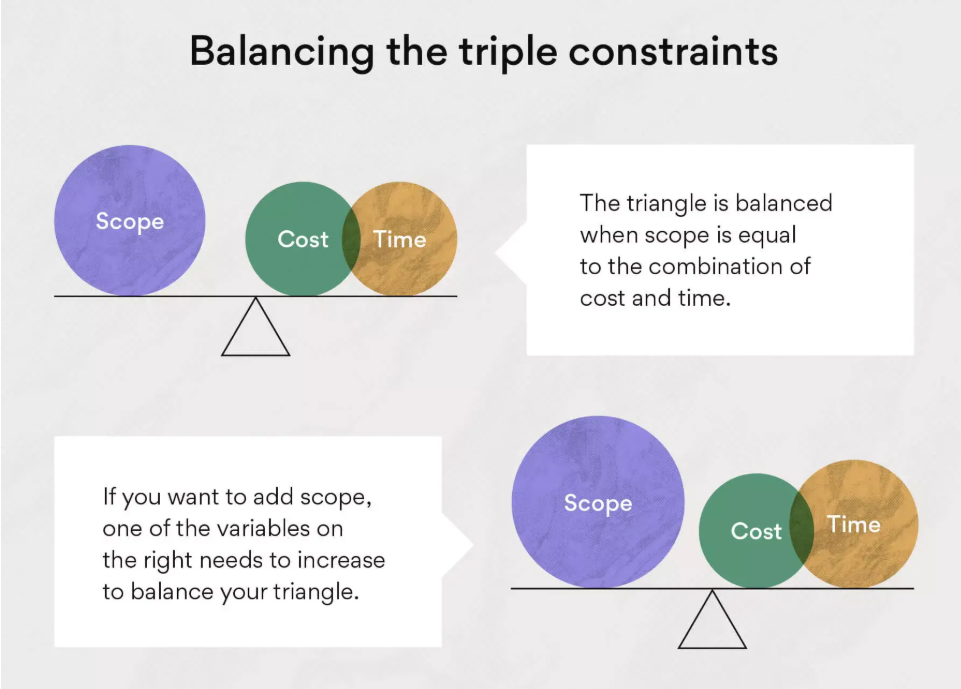 Balancing the triple constraints
Scope
Cost
Time
The triangle is balanced
when scope is equal
to the combination of
cost and time.
If you want to add scope,
one of the variables on
the right needs to increase
to balance your triangle.
Scope
Cost
Time